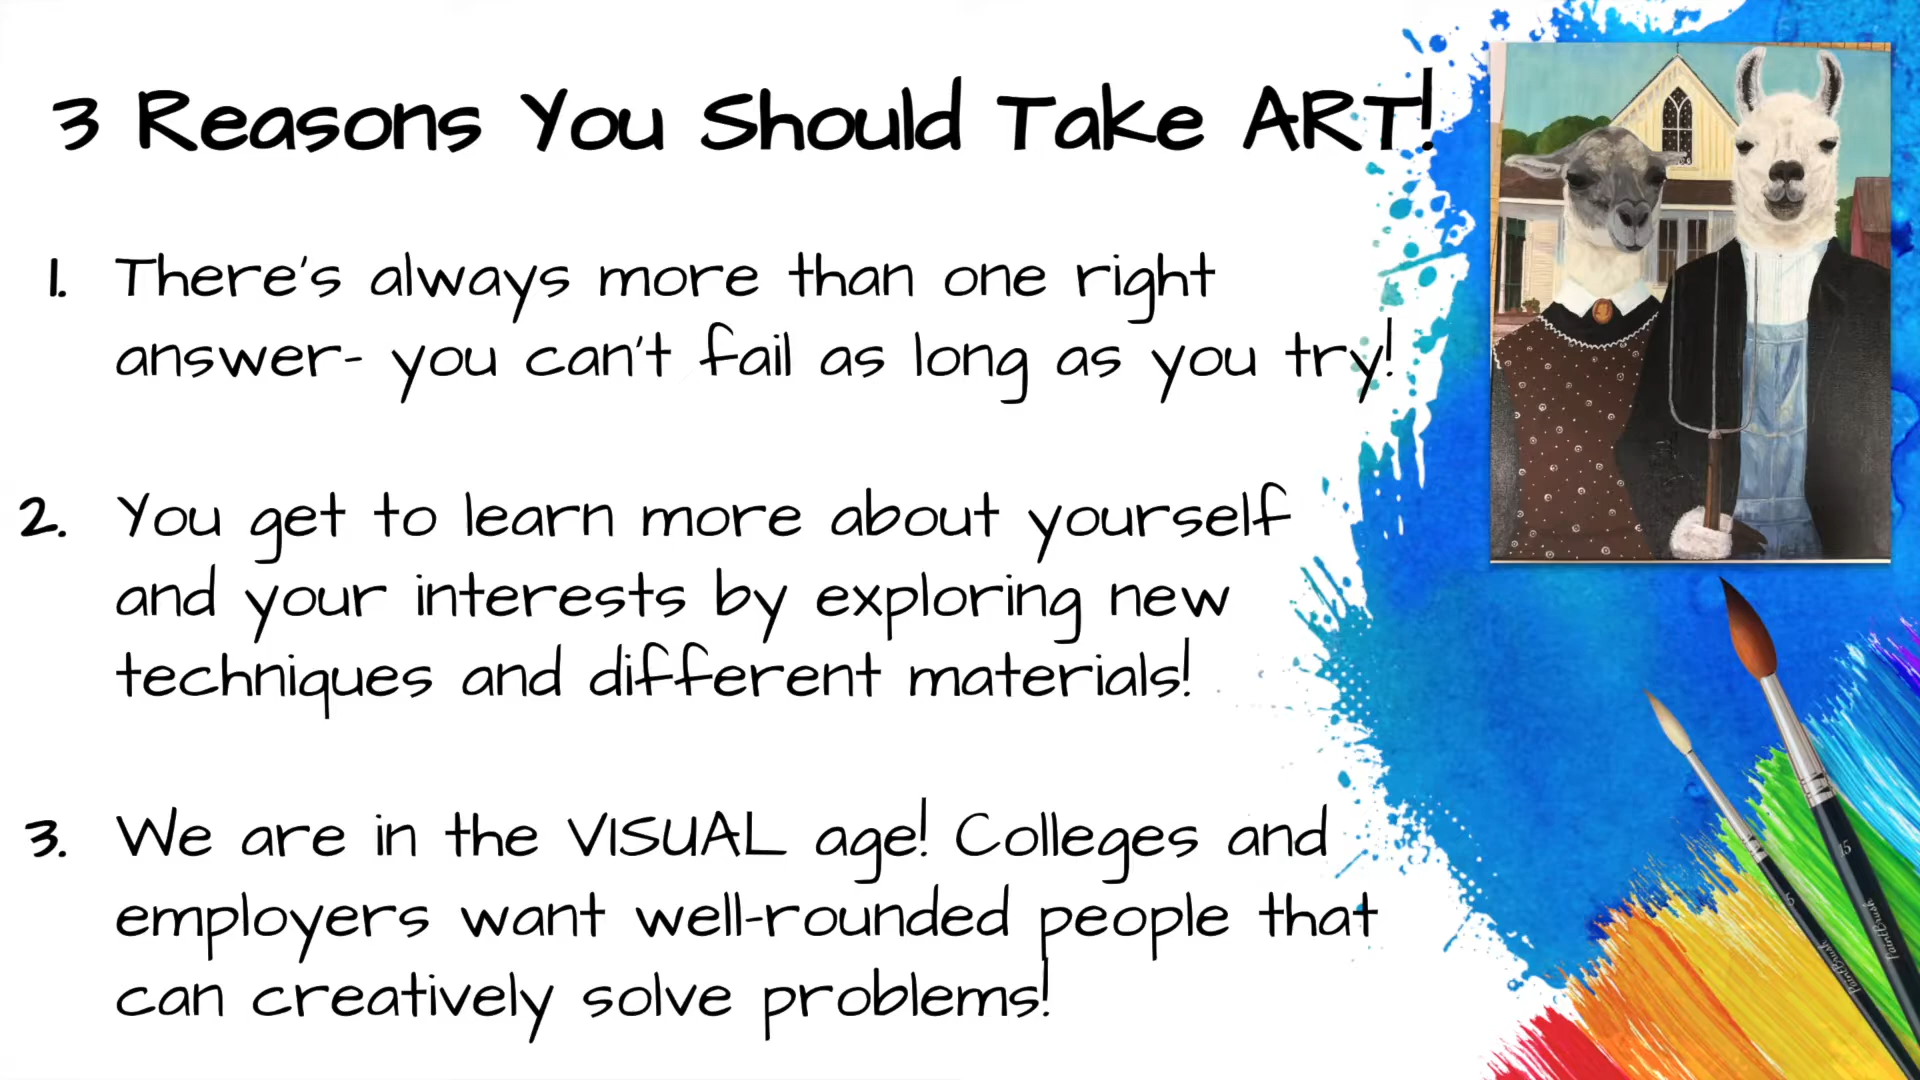 3 Reasons You Should Take ART!
1. There's always more than one right
answer- you can't fail as long as you try!
2. You get to learn more about yourself
and your interests by exploring new
techniques and different materials!
3. We are in the VISUAL age! Colleges and
employers want well-rounded people that
can creatively solve problems!
PaintBrush
PaintBrush